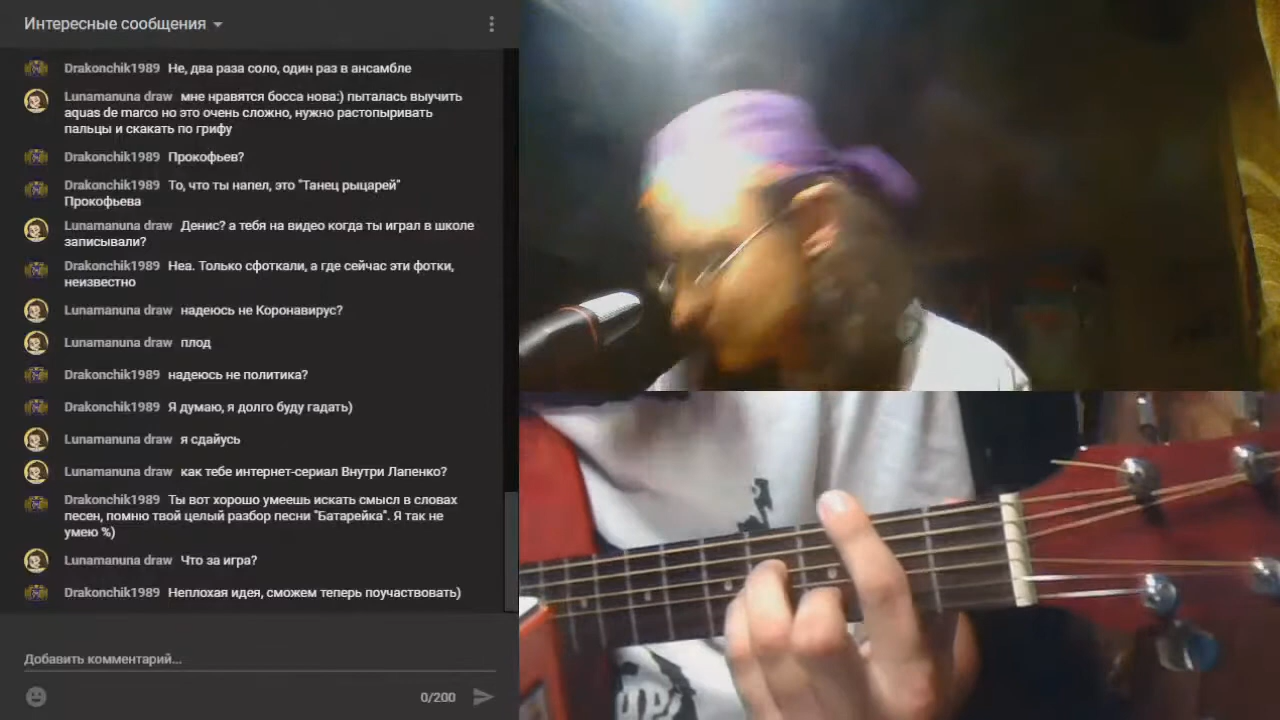 Интересные сообщения
Drakonchik1989 Не, два раза соло, один раз в ансамбле
Lunamanuna draw мне нравятся босса нова:) пыталась выучить
aquas de marco но это очень сложно, нужно растопыривать
пальцы и скакать по грифу
Drakonchik1989 Прокофьев?
Drakonchik1989 То, что ты напел, это "Танец рыцарей"
Прокофьева
Lunamanuna draw Денис? а тебя на видео когда ты играл в школе
записывали?
Drakonchik1989 Неа. Только сфоткали, а где сейчас эти фотки,
неизвестно
Lunamanuna draw надеюсь не Коронавирус?
Lunamanuna draw плод
Drakonchik1989 надеюсь не политика?
Drakonchik1989 Я думаю, я долго буду гадать)
Lunamanuna draw я сдайусь
Lunamanuna draw как тебе интернет-сериал Внутри Лапенко?
Drakonchik1989 Ты вот хорошо умеешь искать смысл в словах
песен, помню твой целый разбор песни "Батарейка". Я так не
умею %)
Lunamanuna draw Что за игра?
Drakonchik1989 Неплохая идея, сможем теперь поучаствовать)
Добавить комментарий...
0/200